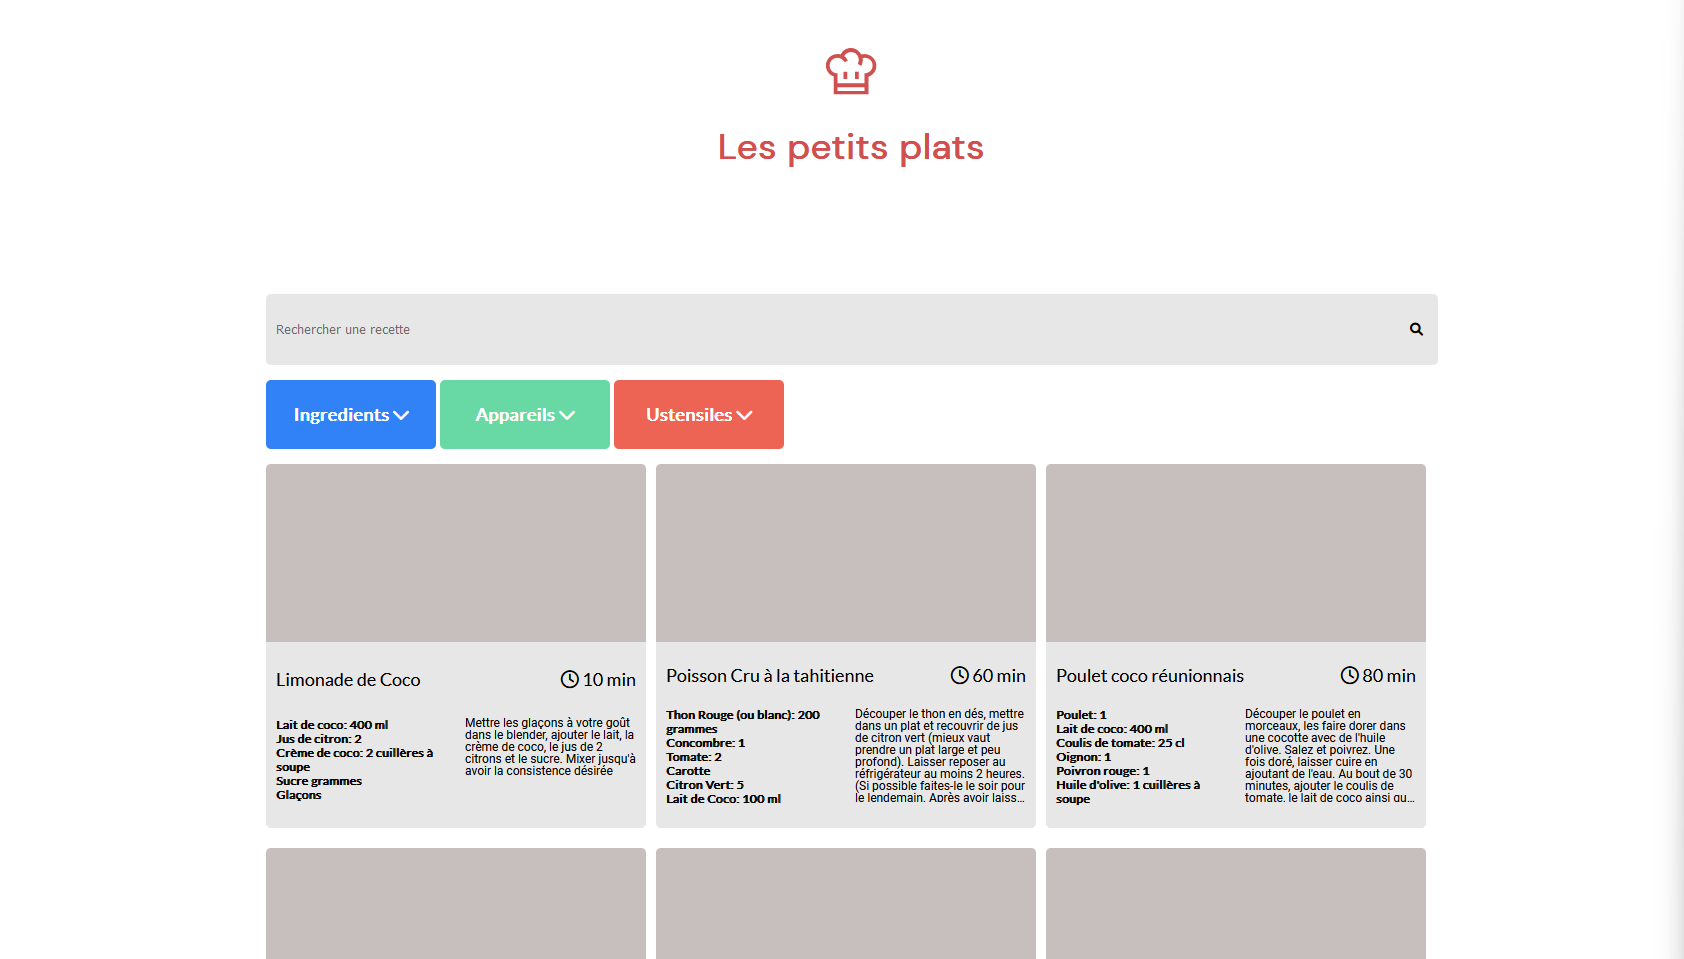 Les petits plats
Rechercher une recette
Ingredients
Appareils
Ustensiles
Limonade de Coco
10 min
Lait de coco: 400 ml
Jus de citron: 2
Crème de coco: 2 cuillères à
soupe
Sucre grammes
Glaçons
Mettre les glaçons à votre goût
dans le blender, ajouter le lait, la
crème de coco, le jus de 2
citrons et le sucre. Mixer jusqu'à
avoir la consistence désirée
Poisson Cru à la tahitienne
60 min
Thon Rouge (ou blanc): 200
grammes
Concombre: 1
Tomate: 2
Carotte
Citron Vert: 5
Lait de Coco: 100 ml
Découper le thon en dés, mettre
dans un plat et recouvrir de jus
de citron vert (mieux vaut
prendre un plat large et peu
profond). Laisser reposer au
réfrigérateur au moins 2 heures.
(Si possible faites-le le soir pour
le lendemain. Après avoir laiss...
Poulet coco réunionnais
80 min
Poulet: 1
Lait de coco: 400 ml
Coulis de tomate: 25 cl
Oignon: 1
Poivron rouge: 1
Huile d'olive: 1 cuillères à
soupe
Découper le poulet en
morceaux, les faire dorer dans
une cocotte avec de l'huile
d'olive. Salez et poivrez. Une
fois doré, laisser cuire en
ajoutant de l'eau. Au bout de 30
minutes, ajouter le coulis de
tomate, le lait de coco ainsi qu...